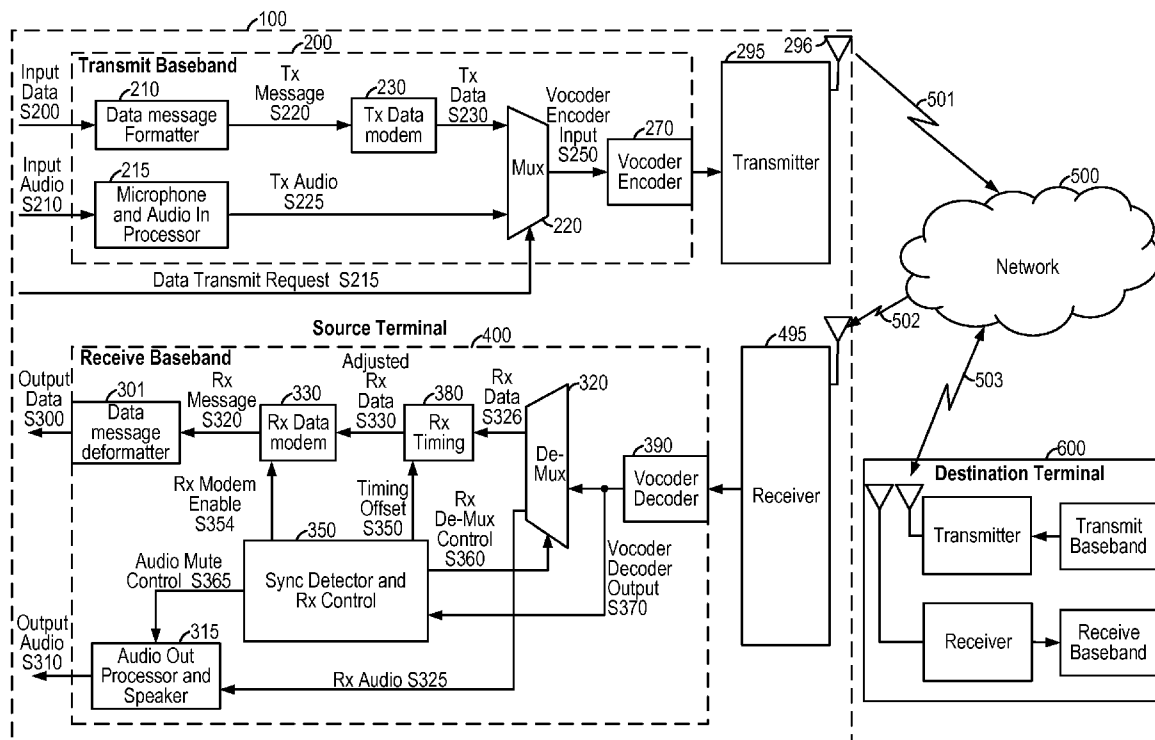 100
200
Transmit Baseband
Input
Data
S200
210
Data message
Formatter
Tx
Message
S220
230
Tx Data
modem
Tx
Data
S230
Mux
220
Vocoder
Encoder
Input
S250
270
Vocoder
Encoder
295
Transmitter
296
501
Input
Audio
S210
215
Microphone
and Audio In
Processor
Tx Audio
S225
Data Transmit Request S215
500
Network
502
503
Source Terminal
400
Receive Baseband
Output
Data
S300
301
Data
message
deformatter
Rx
Message
S320
330
Rx Data
modem
Adjusted
Rx
Data
S330
380
Rx
Timing
Rx
Data
S326
320
De-
Mux
390
Vocoder
Decoder
495
Receiver
Rx Modem
Enable
S354
Timing
Offset
S350
Rx
De-Mux
Control
S360
350
Sync Detector and
Rx Control
Vocoder
Decoder
Output
S370
Audio Mute
Control S365
Output
Audio
S310
315
Audio Out
Processor and
Speaker
Rx Audio S325
600
Destination Terminal
Transmitter
Transmit
Baseband
Receiver
Receive
Baseband